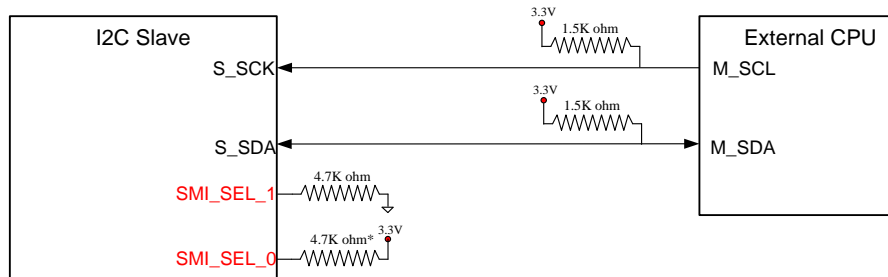 I2C Slave
3.3V
1.5K ohm
External CPU
S_SCK
M_SCL
3.3V
1.5K ohm
S_SDA
M_SDA
SMI_SEL_1
4.7K ohm
SMI_SEL_0
4.7K ohm*
3.3V